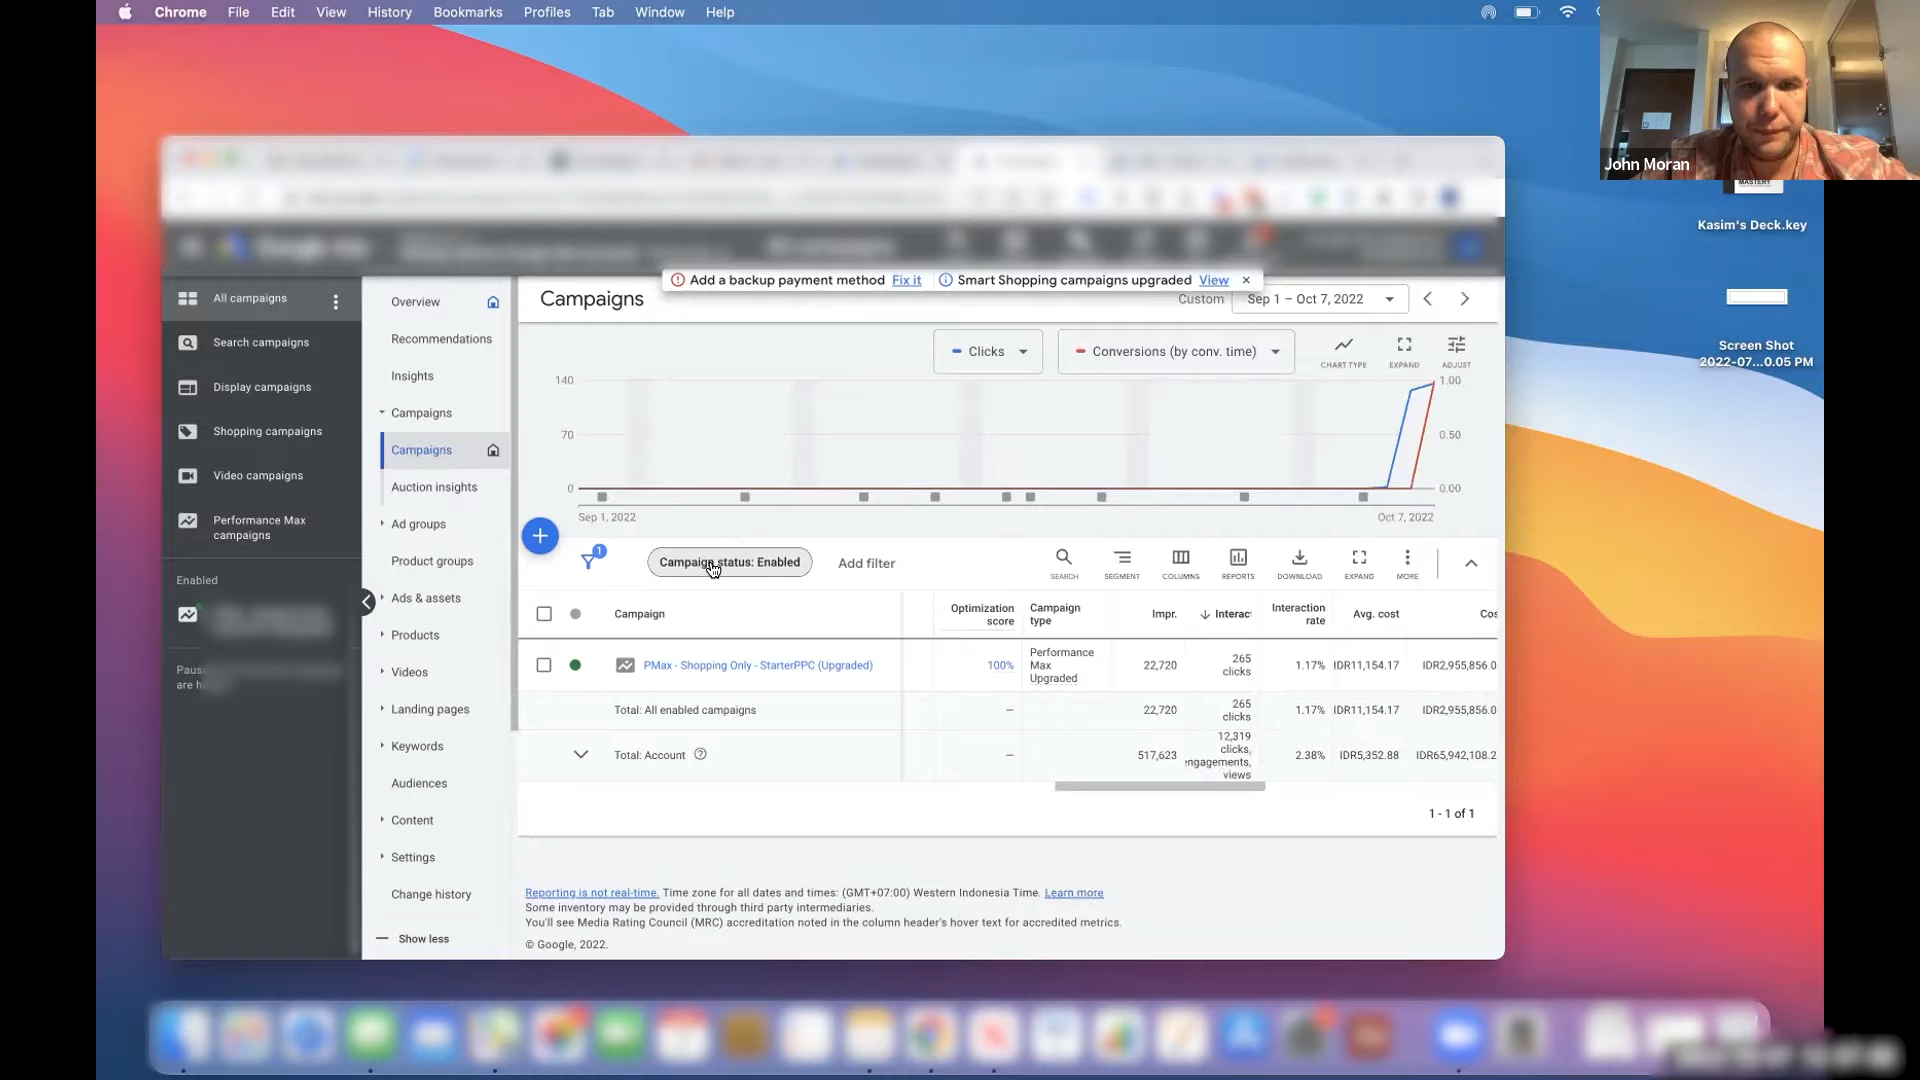 Chrome File Edit View History Bookmarks Profiles Tab Window Help
John Moran
MASTERY
Kasim's Deck.key
Screen Shot
2022-07...0.05 PM
Add a backup payment method Fix it Smart Shopping campaigns upgraded View
All campaigns
Search campaigns
Display campaigns
Shopping campaigns
Video campaigns
Performance Max
campaigns
Enabled
are
Overview
Recommendations
Insights
Campaigns
Campaigns
Auction insights
Ad groups
Product groups
Ads & assets
Products
Videos
Landing pages
Keywords
Audiences
Content
Settings
Change history
Show less
Campaigns
Custom Sep 1 – Oct 7, 2022
Clicks Conversions (by conv. time)
CHART TYPE EXPAND ADJUST
140 1.00
70 0.50
0 0.00
Sep 1, 2022 Oct 7, 2022
1 Campaign status: Enabled Add filter
SEARCH SEGMENT COLUMNS REPORTS DOWNLOAD EXPAND MORE
Campaign Optimization score Campaign type Impr. Interac Interaction rate Avg. cost Cos
PMax - Shopping Only - StarterPPC (Upgraded) 100% Performance Max Upgraded 22,720 265 clicks 1.17% IDR11,154.17 IDR2,955,856.0
Total: All enabled campaigns – 22,720 265 clicks 1.17% IDR11,154.17 IDR2,955,856.0
Total: Account – 517,623 12,319 clicks, engagements, views 2.38% IDR5,352.88 IDR65,942,108.2
1 - 1 of 1
Reporting is not real-time. Time zone for all dates and times: (GMT+07:00) Western Indonesia Time. Learn more
Some inventory may be provided through third party intermediaries.
You'll see Media Rating Council (MRC) accreditation noted in the column header's hover text for accredited metrics.
© Google, 2022.